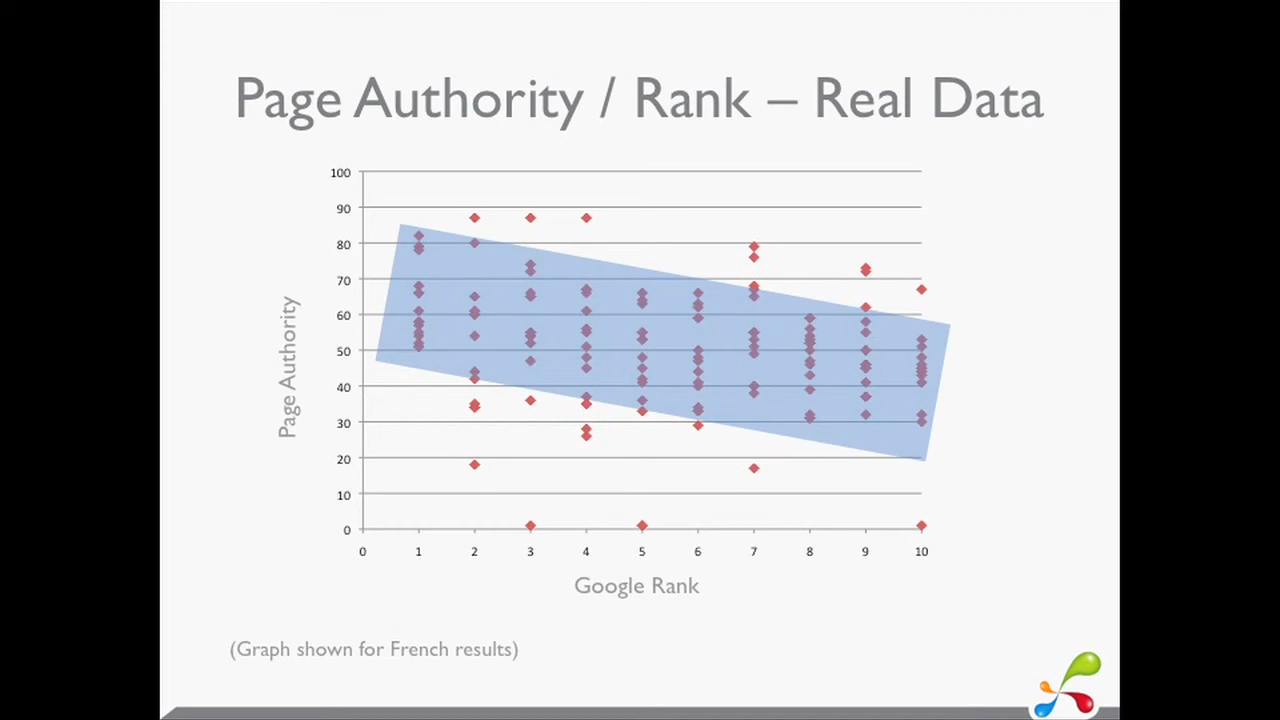 Page Authority / Rank – Real Data
100
90
80
70
60
50
40
30
20
10
0
Page Authority
0 1 2 3 4 5 6 7 8 9 10
Google Rank
(Graph shown for French results)